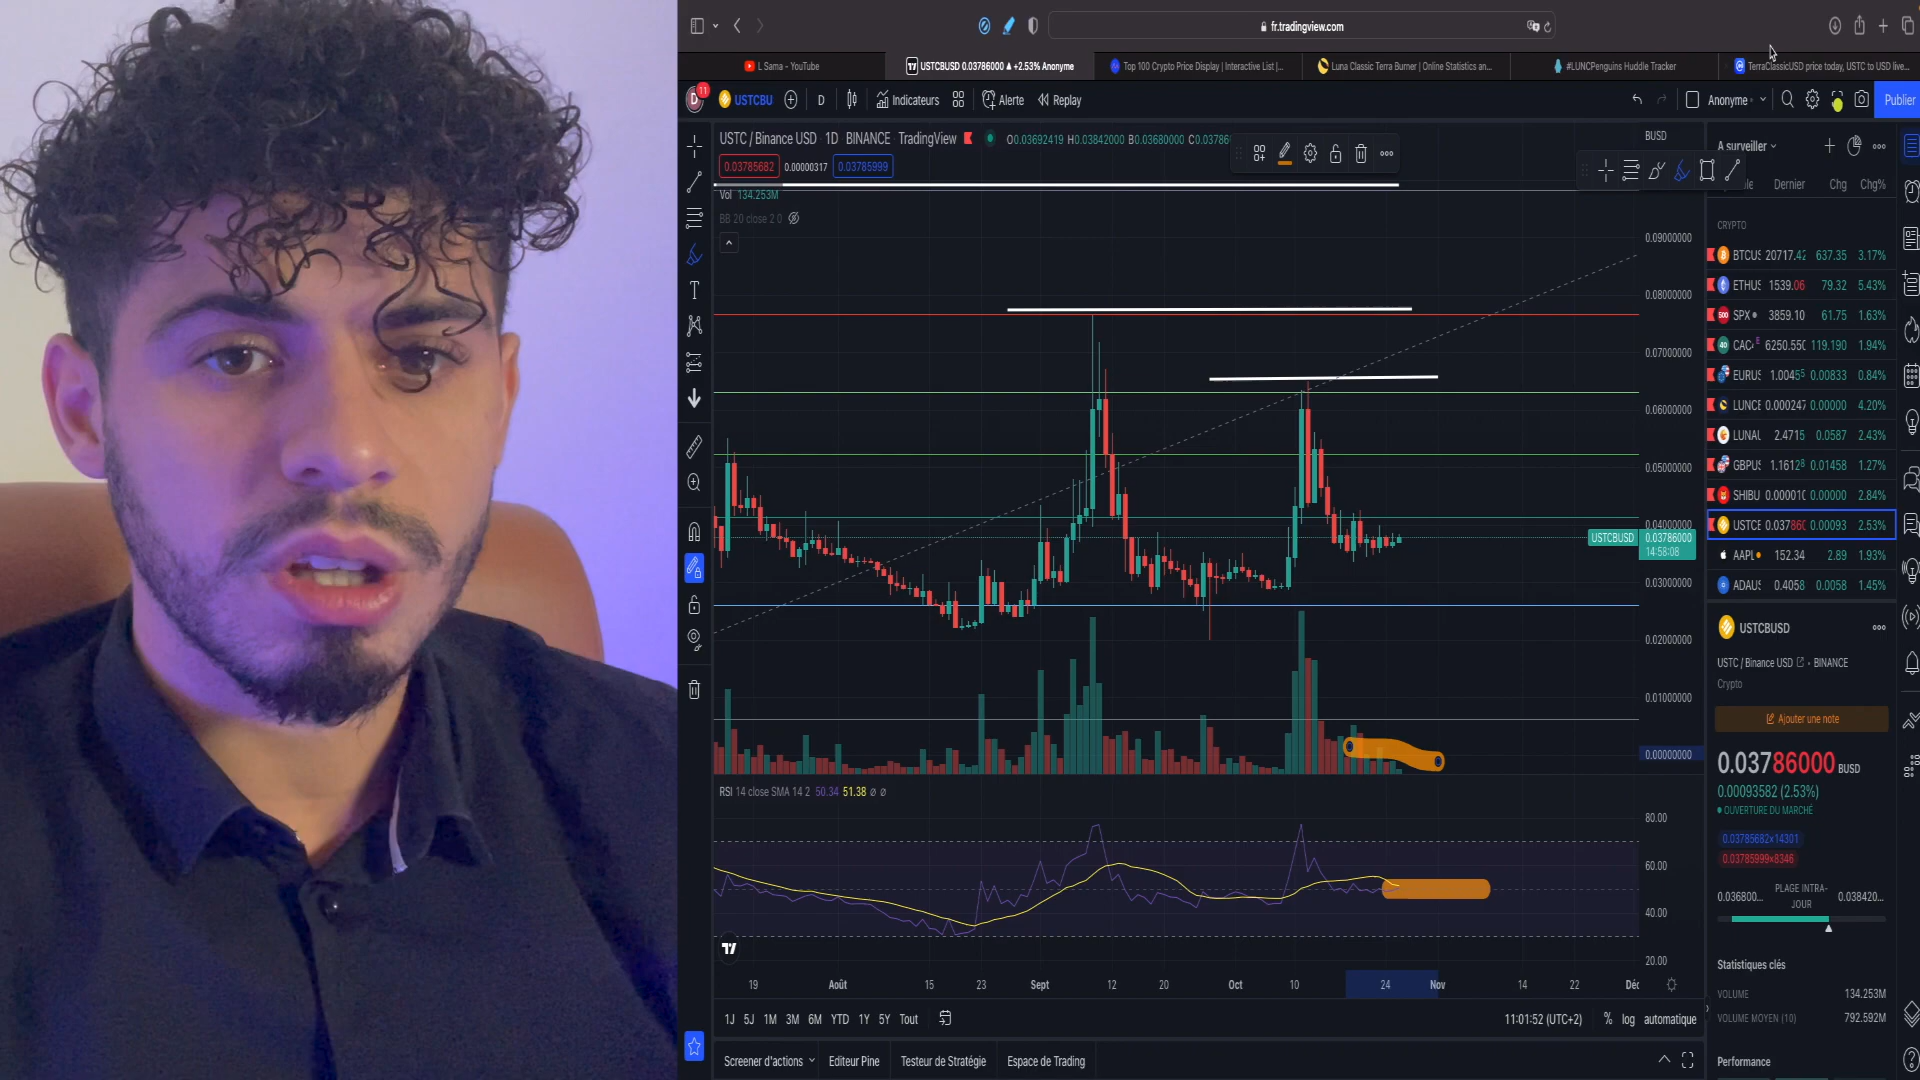 fr.tradingview.com
L Sama - YouTube
USTCBUSD 0.03786000 ▲ +2.53% Anonyme
Top 100 Crypto Price Display | Interactive List |...
Luna Classic Terra Burner | Online Statistics an...
#LUNCPenguins Huddle Tracker
TerraClassicUSD price today, USTC to USD live...
D
11
USTCBU
D
Indicateurs
Alerte
Replay
Anonyme
Publier
USTC / Binance USD 1D BINANCE TradingView
O0.03692419 H0.03842000 B0.03680000 C0.03786
BUSD
A surveiller
0.03785682
0.00000317
0.03785999
Vol 134.253M
BB 20 close 2 0
Dernier
Chg
Chg%
CRYPTO
BTCUS 20717.42 637.35 3.17%
ETHUS 1539.06 79.32 5.43%
SPX 3859.10 61.75 1.63%
CAC 6250.550 119.190 1.94%
EURUS 1.00455 0.00833 0.84%
LUNCE 0.000247 0.00000 4.20%
LUNAU 2.4715 0.0587 2.43%
GBPUS 1.16128 0.01458 1.27%
SHIBU 0.000010 0.00000 2.84%
USTCE 0.03786 0.00093 2.53%
AAPL 152.34 2.89 1.93%
ADAUS 0.4058 0.0058 1.45%
0.09000000
0.08000000
0.07000000
0.06000000
0.05000000
0.04000000
USTCBUSD 0.03786000
14:58:08
0.03000000
0.02000000
0.01000000
0.00000000
RSI 14 close SMA 14 2 50.34 51.38 ∅ ∅
80.00
60.00
40.00
20.00
19
Août
15
23
Sept
12
20
Oct
10
24
Nov
14
22
Déc
1J 5J 1M 3M 6M YTD 1Y 5Y Tout
11:01:52 (UTC+2)
%
log
automatique
Screener d'actions
Editeur Pine
Testeur de Stratégie
Espace de Trading
USTCBUSD
USTC / Binance USD • BINANCE
Crypto
Ajouter une note
0.03786000 BUSD
0.00093582 (2.53%)
OUVERTURE DU MARCHÉ
0.03785682×14301
0.03785999×8346
0.036800...
PLAGE INTRA-
JOUR
0.038420...
Statistiques clés
VOLUME
134.253M
VOLUME MOYEN (10)
792.592M
Performance